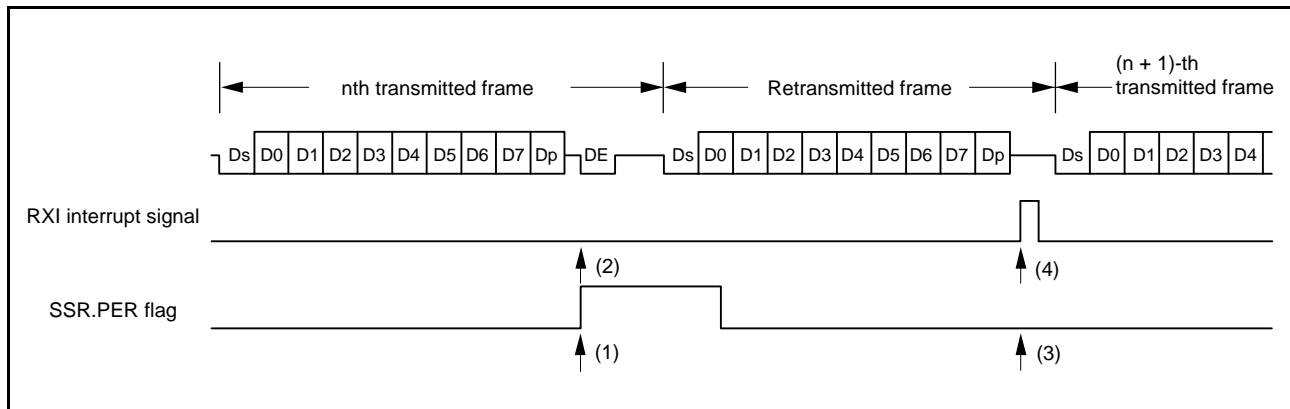 (n + 1)-th
nth transmitted frame Retransmitted frame transmitted frame
Ds D0 D1 D2 D3 D4 D5 D6 D7 Dp DE Ds D0 D1 D2 D3 D4 D5 D6 D7 Dp Ds D0 D1 D2 D3 D4
RXI interrupt signal
(2) (4)
SSR.PER flag
(1) (3)